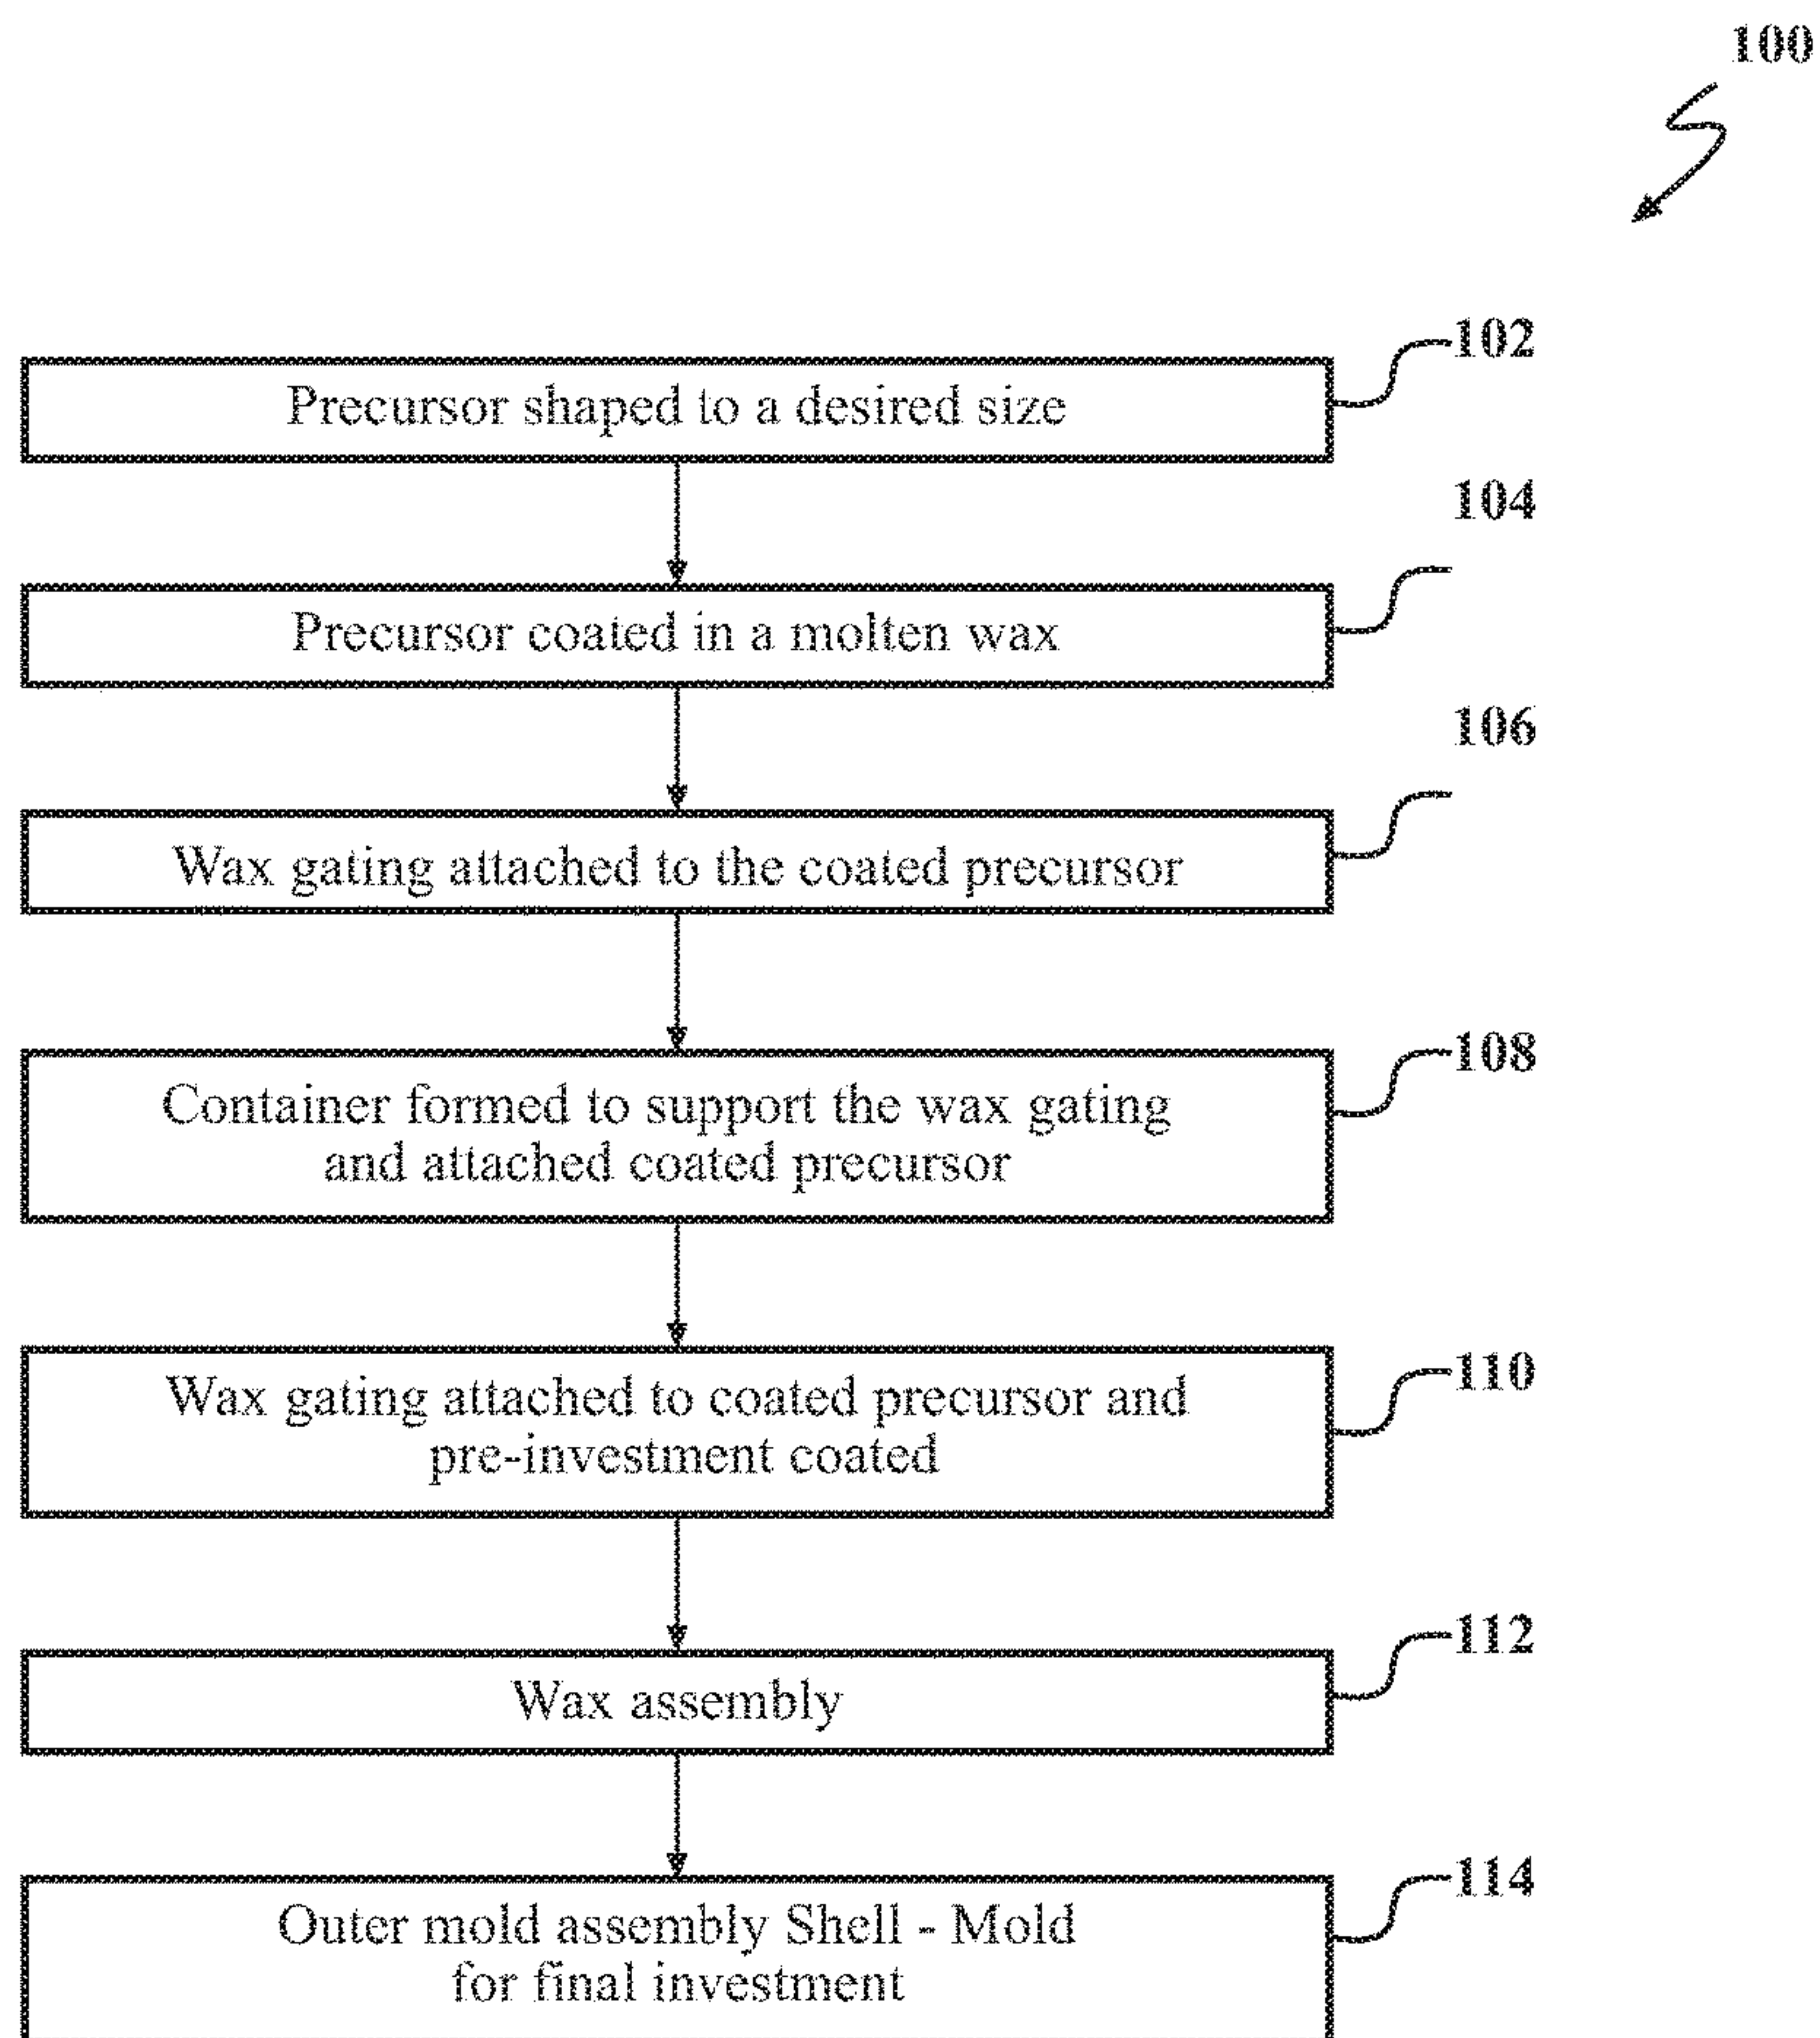 100
102
Precursor shaped to a desired size
104
Precursor coated in a molten wax
106
Wax gating attached to the coated precursor
108
Container formed to support the wax gating
and attached coated precursor
110
Wax gating attached to coated precursor and
pre-investment coated
112
Wax assembly
114
Outer mold assembly Shell - Mold
for final investment